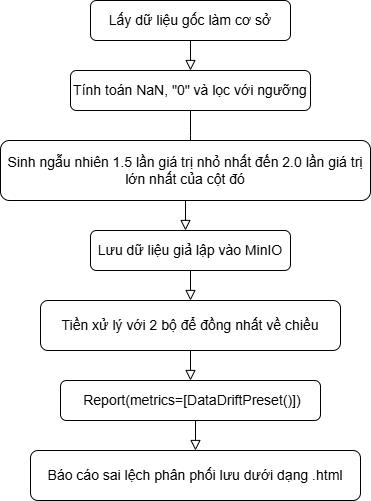 Lấy dữ liệu gốc làm cơ sở
Tính toán NaN, "0" và lọc với ngưỡng
Sinh ngẫu nhiên 1.5 lần giá trị nhỏ nhất đến 2.0 lần giá trị
lớn nhất của cột đó
Lưu dữ liệu giả lập vào MinIO
Tiền xử lý với 2 bộ để đồng nhất về chiều
Report(metrics=[DataDriftPreset()])
Báo cáo sai lệch phân phối lưu dưới dạng .html